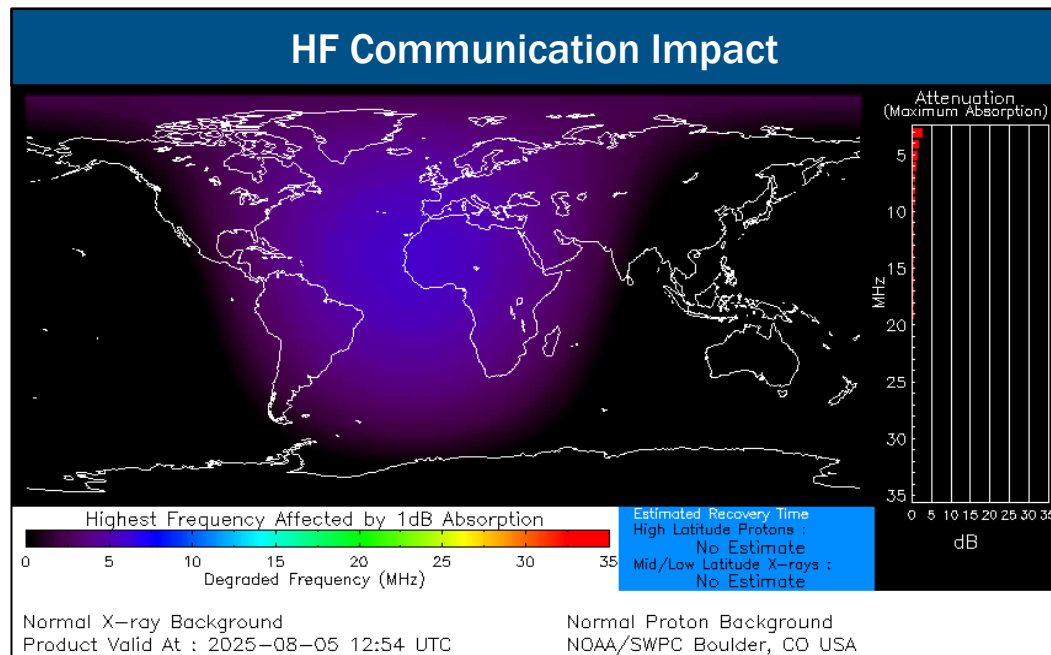 HF Communication Impact
Attenuation
(Maximum Absorption)
5
10
15
20
25
30
35
MHz
0 5 10 15 20 25 30 35
dB
Highest Frequency Affected by 1dB Absorption
0 5 10 15 20 25 30 35
Degraded Frequency (MHz)
Estimated Recovery Time
High Latitude Protons :
No Estimate
Mid/Low Latitude X-rays :
No Estimate
Normal X-ray Background
Product Valid At : 2025-08-05 12:54 UTC
Normal Proton Background
NOAA/SWPC Boulder, CO USA